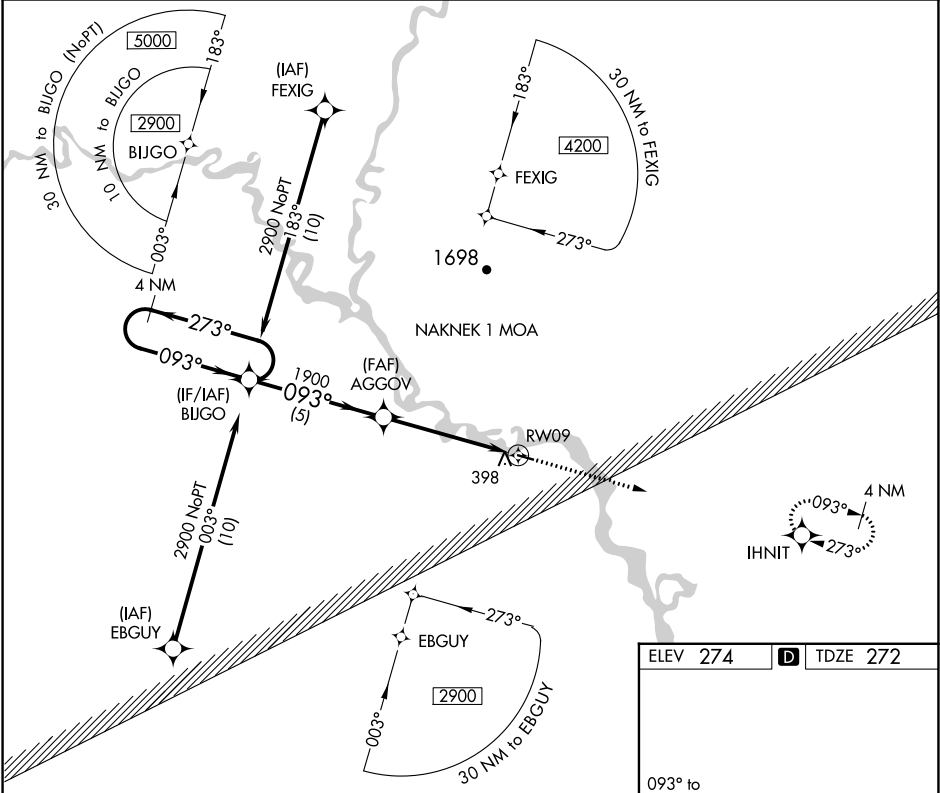 30 NM to BIJGO (NoPT)
5000
183°
10 NM to BIJGO
2900
BIJGO
003°
4 NM
(IAF)
FEXIG
2900 NoPT
183°
(10)
183°
30 NM to FEXIG
4200
FEXIG
273°
1698
NAKNEK 1 MOA
273°
093°
(IF/IAF)
BIJGO
1900
093°
(5)
(FAF)
AGGOV
RW09
398
2900 NoPT
003°
(10)
(IAF)
EBGUY
4 NM
093°
273°
IHNIT
273°
EBGUY
2900
003°
30 NM to EBGUY
ELEV 274 D TDZE 272
093° to